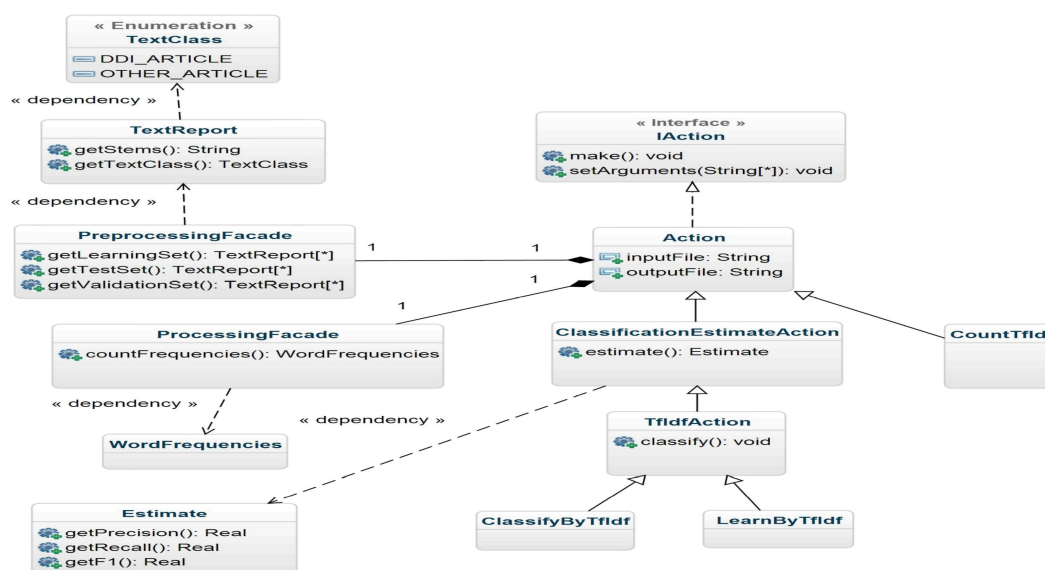 « Enumeration »
TextClass
DDI_ARTICLE
OTHER_ARTICLE
« dependency »
TextReport
getStems(): String
getTextClass(): TextClass
« dependency »
PreprocessingFacade
getLearningSet(): TextReport[*]
getTestSet(): TextReport[*]
getValidationSet(): TextReport[*]
1
1
« Interface »
IAction
make(): void
setArguments(String[*]): void
Action
inputFile: String
outputFile: String
1
1
ProcessingFacade
countFrequencies(): WordFrequencies
ClassificationEstimateAction
estimate(): Estimate
CountTfId
« dependency »
« dependency »
WordFrequencies
TfIdfAction
classify(): void
Estimate
getPrecision(): Real
getRecall(): Real
getF1(): Real
ClassifyByTfIdf
LearnByTfIdf